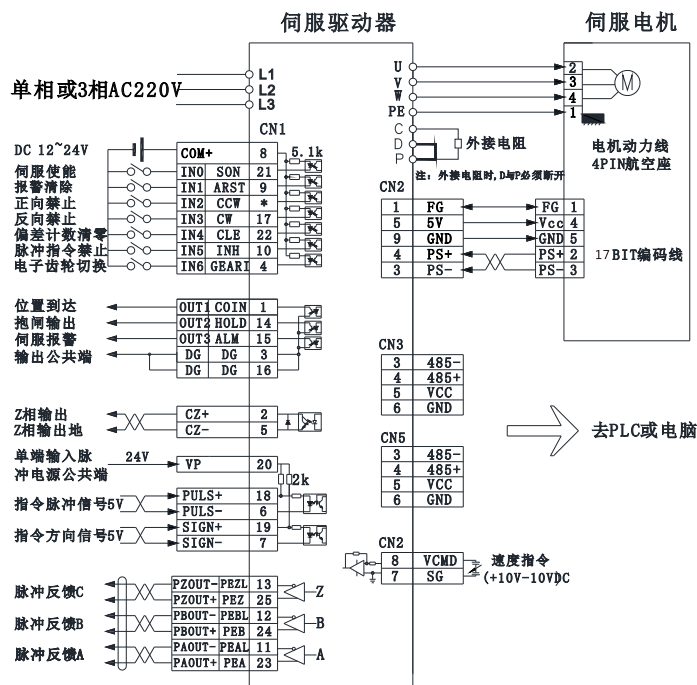 伺服驱动器
伺服电机
单相或3相AC220V
L1
L2
L3
U
V
W
PE
C
D
P
外接电阻
注: 外接电阻时,D与P必须断开
2
3
4
1
M
电机动力线
4PIN航空座
CN1
DC 12~24V COM+ 8 5.1k
伺服使能 IN0 SON 21
报警清除 IN1 ARST 9
正向禁止 IN2 CCW *
反向禁止 IN3 CW 17
偏差计数清零 IN4 CLE 22
脉冲指令禁止 IN5 INH 10
电子齿轮切换 IN6 GEARI 4
CN2
1 FG FG 1
5 5V Vcc 4
9 GND GND 5
4 PS+ PS+ 2
3 PS- PS- 3
17BIT编码线
位置到达 OUT1 COIN 1
抱闸输出 OUT2 HOLD 14
伺服报警 OUT3 ALM 15
输出公共端 DG DG 3
DG DG 16
CN3
3 485-
4 485+
5 VCC
6 GND
Z相输出 CZ+ 2
Z相输出地 CZ- 5
去PLC或电脑
CN5
3 485-
4 485+
5 VCC
6 GND
单端输入脉
冲电源公共端
24V VP 20
2k
指令脉冲信号5V PULS+ 18
PULS- 6
指令方向信号5V SIGN+ 19
SIGN- 7
CN2
8 VCMD
7 SG
速度指令
(+10V-10V)DC
脉冲反馈C PZOUT- PEZL 13 Z
PZOUT+ PEZ 25
脉冲反馈B PBOUT- PEBL 12 B
PBOUT+ PEB 24
脉冲反馈A PAOUT- PEAL 11 A
PAOUT+ PEA 23